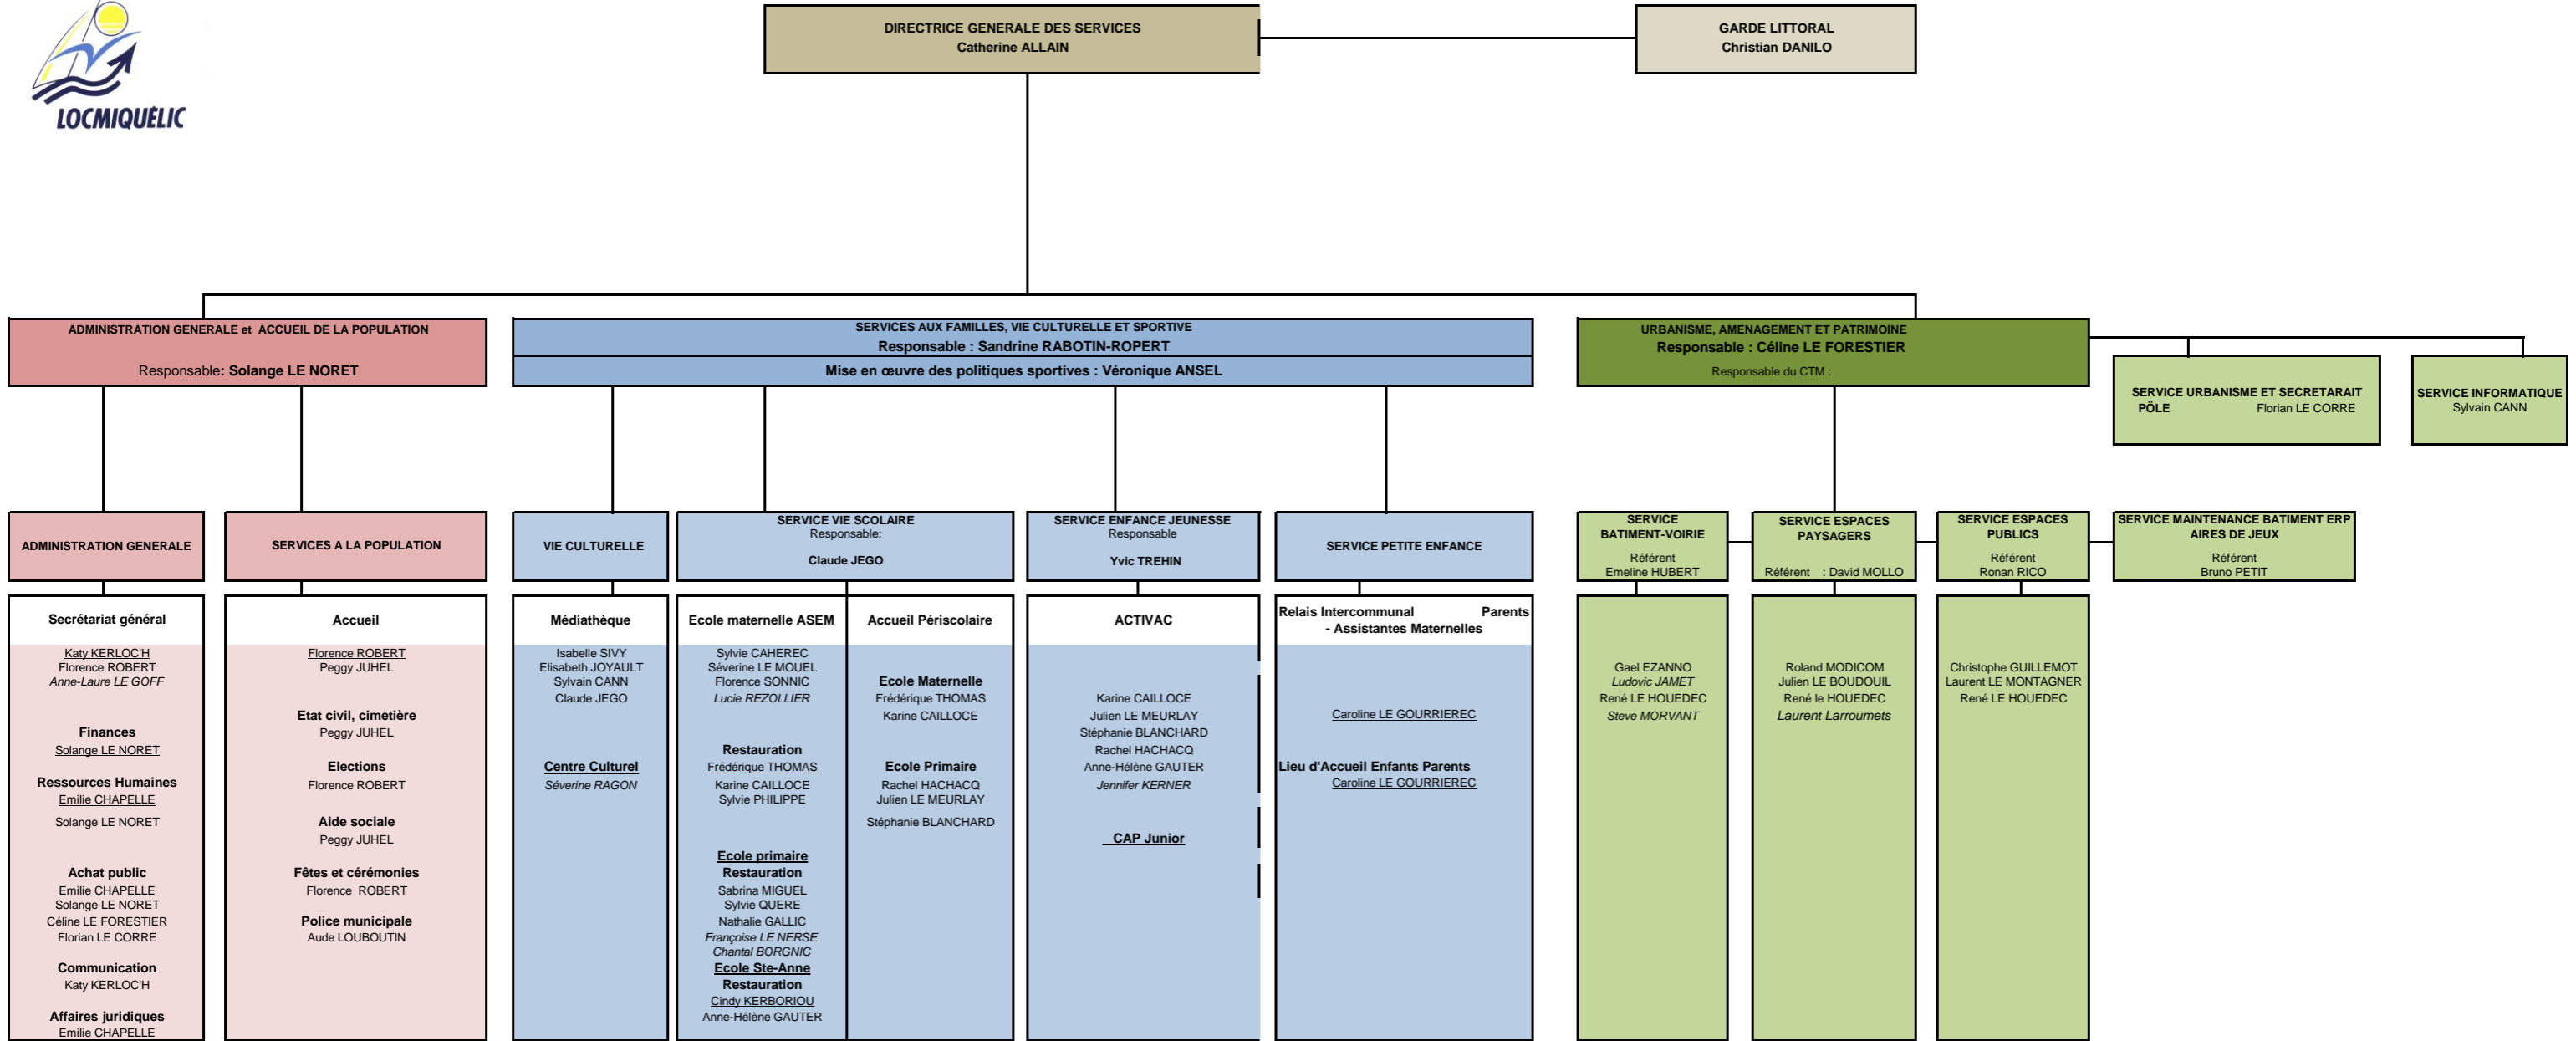 LOCMIQUÉLIC
DIRECTRICE GENERALE DES SERVICES
Catherine ALLAIN
GARDE LITTORAL
Christian DANILO
ADMINISTRATION GENERALE et ACCUEIL DE LA POPULATION
Responsable: Solange LE NORET
SERVICES AUX FAMILLES, VIE CULTURELLE ET SPORTIVE
Responsable : Sandrine RABOTIN-ROPERT
Mise en œuvre des politiques sportives : Véronique ANSEL
URBANISME, AMENAGEMENT ET PATRIMOINE
Responsable : Céline LE FORESTIER
Responsable du CTM :
SERVICE URBANISME ET SECRETARAIT
PÖLE Florian LE CORRE
SERVICE INFORMATIQUE
Sylvain CANN
ADMINISTRATION GENERALE
SERVICES A LA POPULATION
VIE CULTURELLE
SERVICE VIE SCOLAIRE
Responsable:
Claude JEGO
SERVICE ENFANCE JEUNESSE
Responsable
Yvic TREHIN
SERVICE PETITE ENFANCE
SERVICE
BATIMENT-VOIRIE
Référent
Emeline HUBERT
SERVICE ESPACES
PAYSAGERS
Référent : David MOLLO
SERVICE ESPACES
PUBLICS
Référent
Ronan RICO
SERVICE MAINTENANCE BATIMENT ERP
AIRES DE JEUX
Référent
Bruno PETIT
Secrétariat général
Katy KERLOC'H
Florence ROBERT
Anne-Laure LE GOFF
Finances
Solange LE NORET
Ressources Humaines
Emilie CHAPELLE
Solange LE NORET
Achat public
Emilie CHAPELLE
Solange LE NORET
Céline LE FORESTIER
Florian LE CORRE
Communication
Katy KERLOC'H
Affaires juridiques
Emilie CHAPELLE
Accueil
Florence ROBERT
Peggy JUHEL
Etat civil, cimetière
Peggy JUHEL
Elections
Florence ROBERT
Aide sociale
Peggy JUHEL
Fêtes et cérémonies
Florence ROBERT
Police municipale
Aude LOUBOUTIN
Médiathèque
Isabelle SIVY
Elisabeth JOYAULT
Sylvain CANN
Claude JEGO
Centre Culturel
Séverine RAGON
Ecole maternelle ASEM
Sylvie CAHEREC
Séverine LE MOUEL
Florence SONNIC
Lucie REZOLLIER
Restauration
Frédérique THOMAS
Karine CAILLOCE
Sylvie PHILIPPE
Ecole primaire
Restauration
Sabrina MIGUEL
Sylvie QUERE
Nathalie GALLIC
Françoise LE NERSE
Chantal BORGNIC
Ecole Ste-Anne
Restauration
Cindy KERBORIOU
Anne-Hélène GAUTER
Accueil Périscolaire
Ecole Maternelle
Frédérique THOMAS
Karine CAILLOCE
Ecole Primaire
Rachel HACHACQ
Julien LE MEURLAY
Stéphanie BLANCHARD
ACTIVAC
Karine CAILLOCE
Julien LE MEURLAY
Stéphanie BLANCHARD
Rachel HACHACQ
Anne-Hélène GAUTER
Jennifer KERNER
CAP Junior
Relais Intercommunal Parents
- Assistantes Maternelles
Caroline LE GOURRIEREC
Lieu d'Accueil Enfants Parents
Caroline LE GOURRIEREC
Gael EZANNO
Ludovic JAMET
René LE HOUEDEC
Steve MORVANT
Roland MODICOM
Julien LE BOUDOUIL
René le HOUEDEC
Laurent Larroumets
Christophe GUILLEMOT
Laurent LE MONTAGNER
René LE HOUEDEC